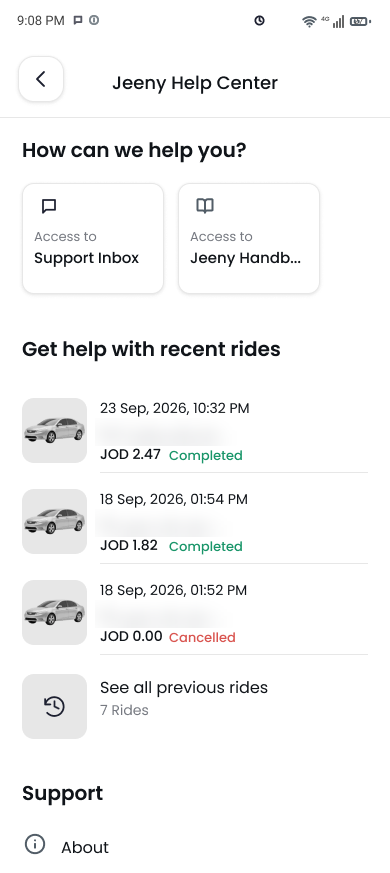 9:08 PM
4G
Jeeny Help Center
How can we help you?
Access to
Support Inbox
Access to
Jeeny Handb...
Get help with recent rides
23 Sep, 2026, 10:32 PM
JOD 2.47 Completed
18 Sep, 2026, 01:54 PM
JOD 1.82 Completed
18 Sep, 2026, 01:52 PM
JOD 0.00 Cancelled
See all previous rides
7 Rides
Support
About